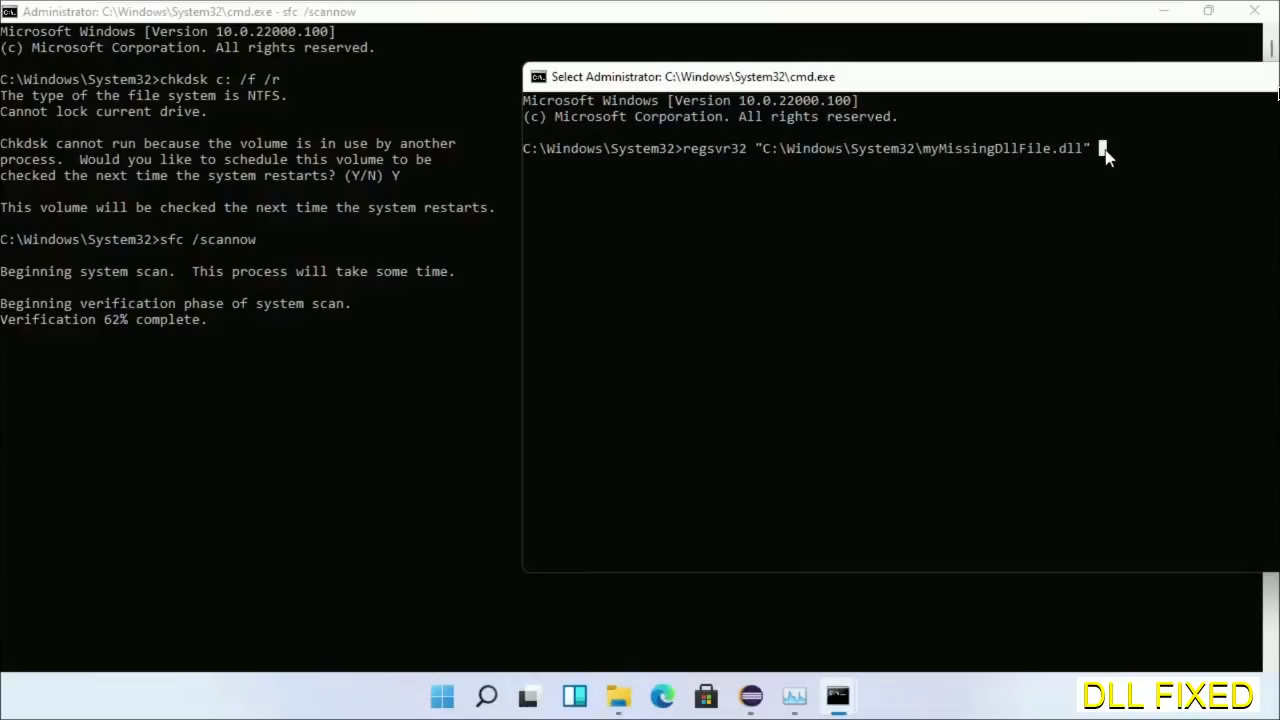 Administrator: C:\Windows\System32\cmd.exe - sfc /scannow
Microsoft Windows [Version 10.0.22000.100]
(c) Microsoft Corporation. All rights reserved.
C:\Windows\System32>chkdsk c: /f /r
The type of the file system is NTFS.
Cannot lock current drive.
Chkdsk cannot run because the volume is in use by another
process.  Would you like to schedule this volume to be
checked the next time the system restarts? (Y/N) Y
This volume will be checked the next time the system restarts.
C:\Windows\System32>sfc /scannow
Beginning system scan.  This process will take some time.
Beginning verification phase of system scan.
Verification 62% complete.
Select Administrator: C:\Windows\System32\cmd.exe
Microsoft Windows [Version 10.0.22000.100]
(c) Microsoft Corporation. All rights reserved.
C:\Windows\System32>regsvr32 "C:\Windows\System32\myMissingDllFile.dll"
DLL FIXED